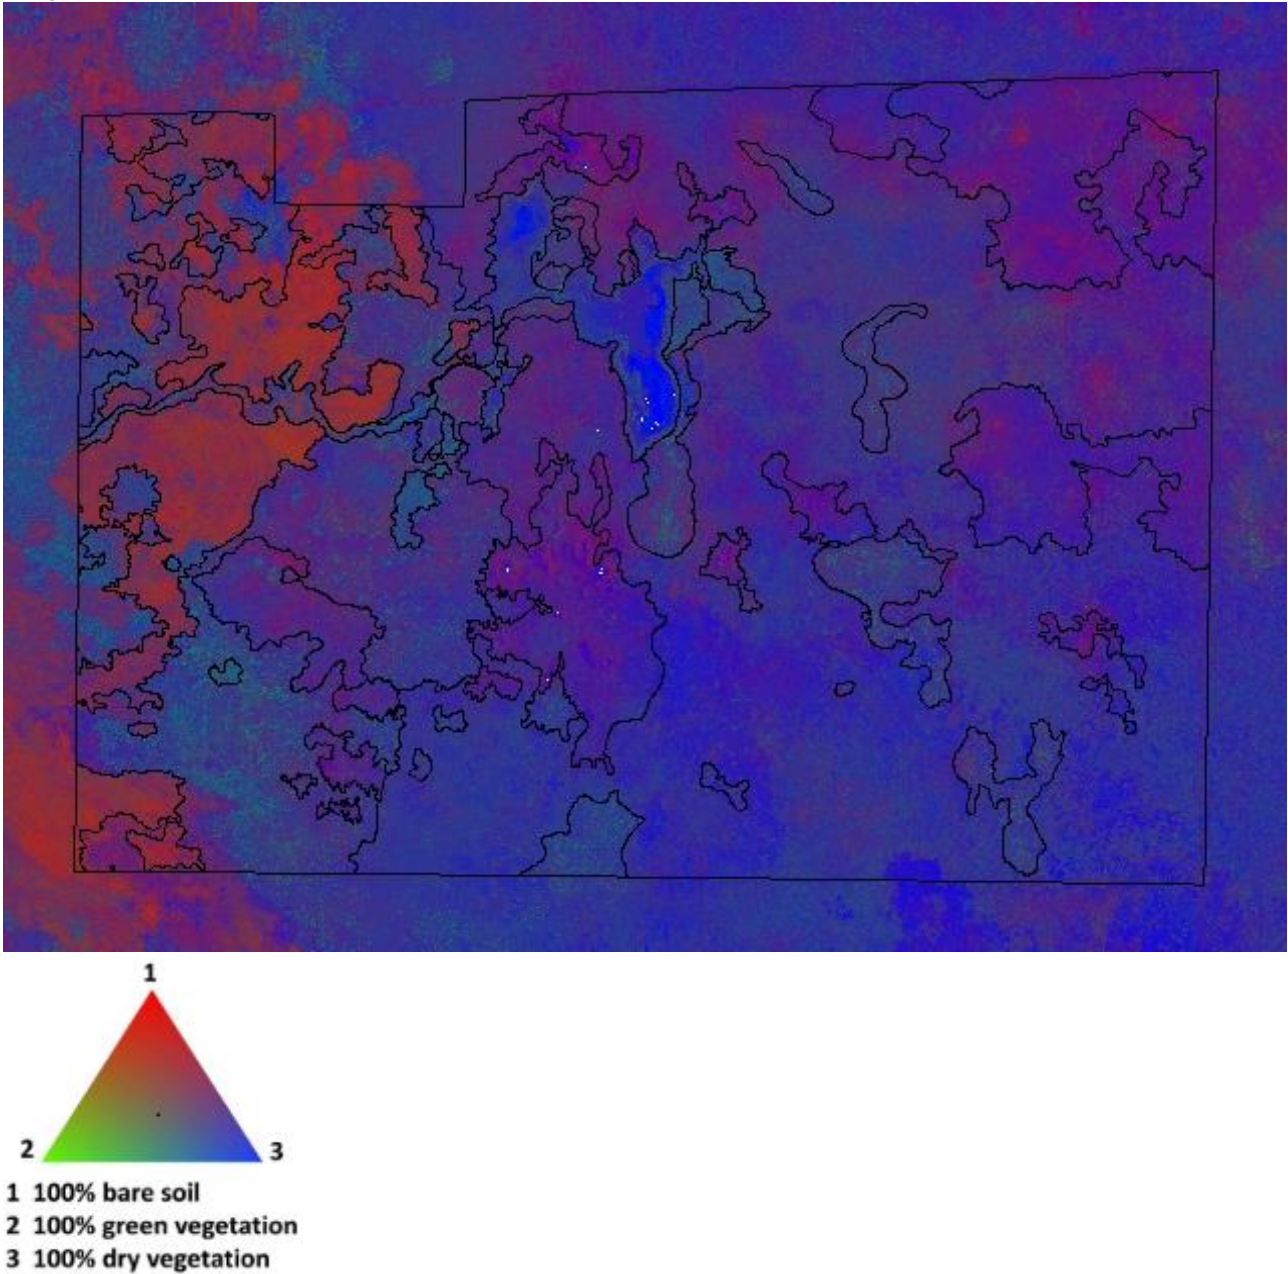 1
2
3
1 100% bare soil
2 100% green vegetation
3 100% dry vegetation